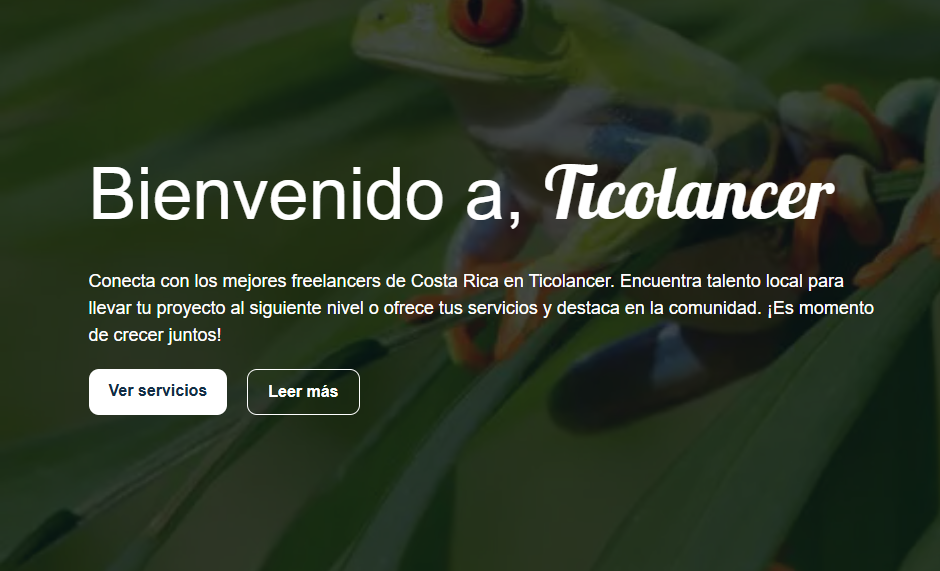 Bienvenido a, Ticolancer
Conecta con los mejores freelancers de Costa Rica en Ticolancer. Encuentra talento local para
llevar tu proyecto al siguiente nivel o ofrece tus servicios y destaca en la comunidad. ¡Es momento
de crecer juntos!
Ver servicios Leer más